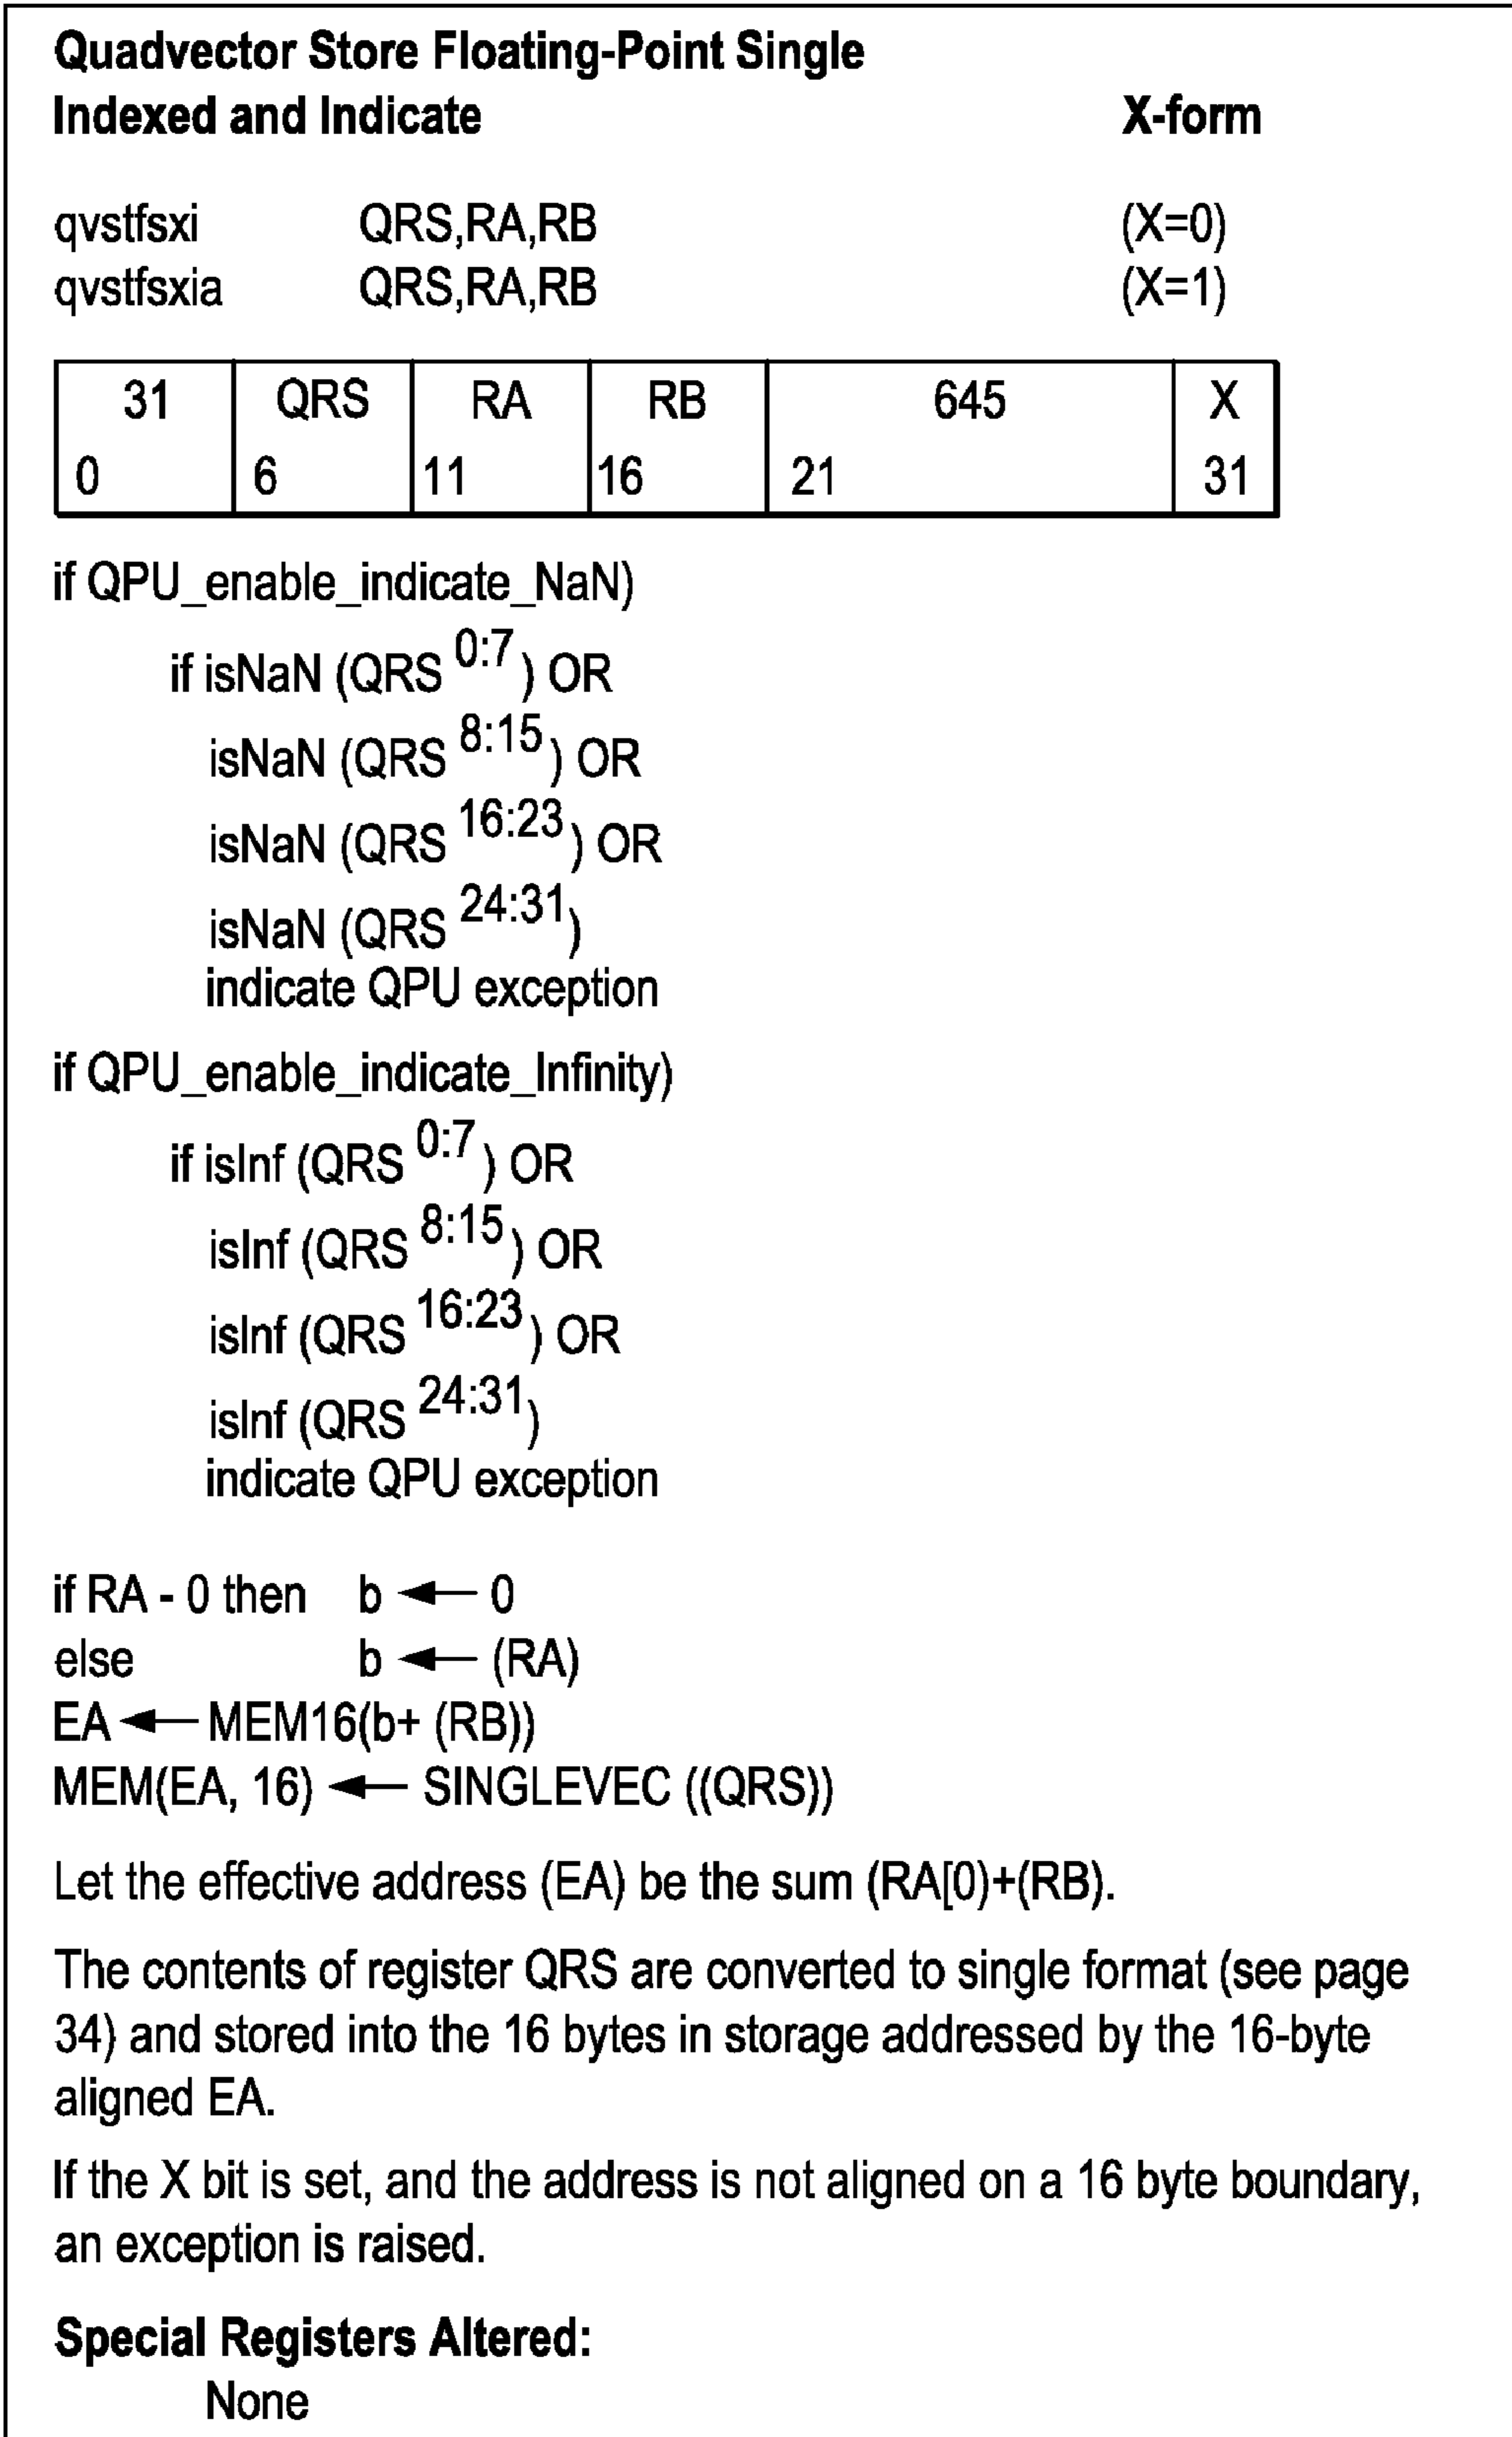 Quadvector Store Floating-Point Single
Indexed and Indicate X-form
qvstfsxi QRS,RA,RB (X=0)
qvstfsxia QRS,RA,RB (X=1)
31 QRS RA RB 645 X
0 6 11 16 21 31
if QPU_enable_indicate_NaN)
if isNaN (QRS 0:7) OR
isNaN (QRS 8:15) OR
isNaN (QRS 16:23) OR
isNaN (QRS 24:31)
indicate QPU exception
if QPU_enable_indicate_Infinity)
if isInf (QRS 0:7) OR
isInf (QRS 8:15) OR
isInf (QRS 16:23) OR
isInf (QRS 24:31)
indicate QPU exception
if RA - 0 then b ← 0
else b ← (RA)
EA ← MEM16(b+ (RB))
MEM(EA, 16) ← SINGLEVEC ((QRS))
Let the effective address (EA) be the sum (RA[0)+(RB).
The contents of register QRS are converted to single format (see page
34) and stored into the 16 bytes in storage addressed by the 16-byte
aligned EA.
If the X bit is set, and the address is not aligned on a 16 byte boundary,
an exception is raised.
Special Registers Altered:
None